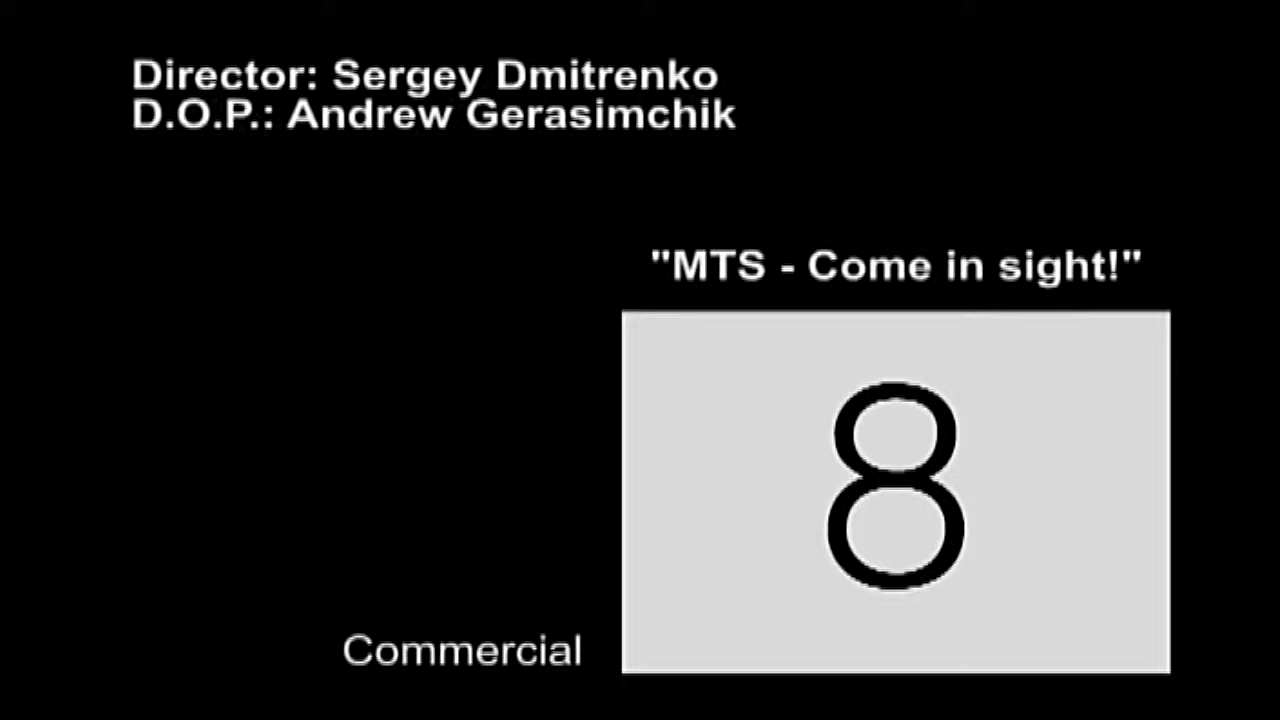 Director: Sergey Dmitrenko
D.O.P.: Andrew Gerasimchik
"MTS - Come in sight!"
8
Commercial